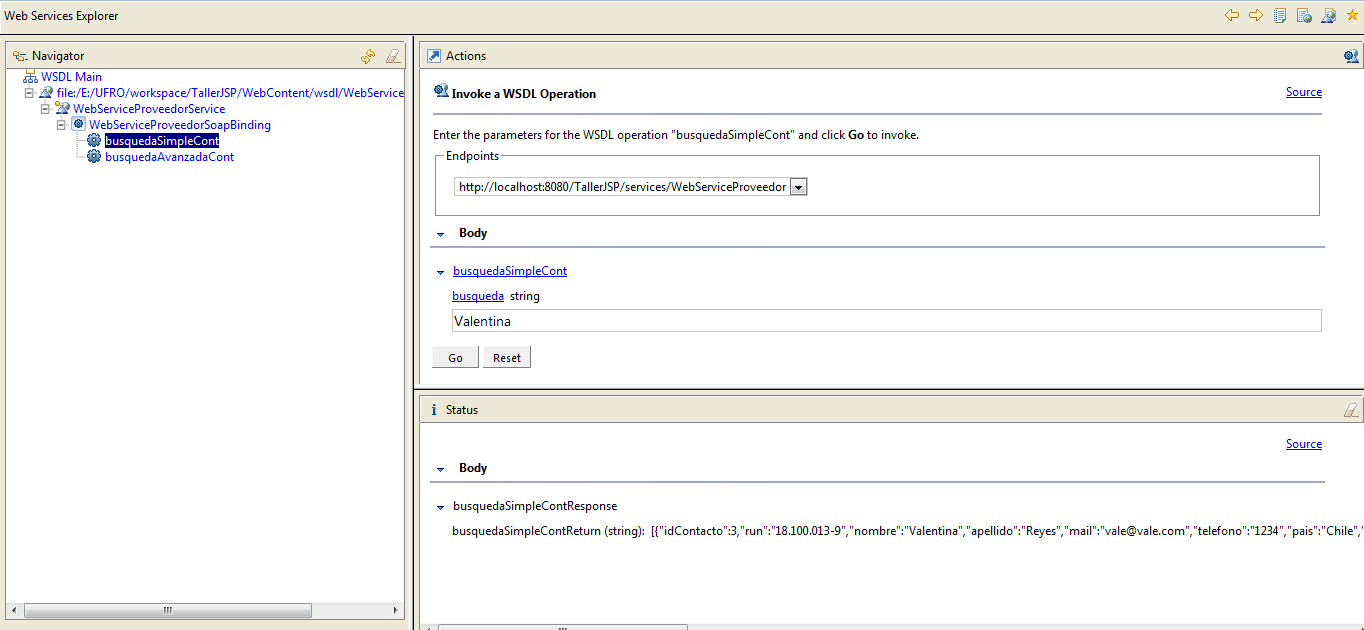 Web Services Explorer
Navigator
WSDL Main
file:/E:/UFRO/workspace/TallerJSP/WebContent/wsdl/WebService
WebServiceProveedorService
WebServiceProveedorSoapBinding
busquedaSimpleCont
busquedaAvanzadaCont
Actions
Invoke a WSDL Operation
Source
Enter the parameters for the WSDL operation "busquedaSimpleCont" and click Go to invoke.
Endpoints
http://localhost:8080/TallerJSP/services/WebServiceProveedor
Body
busquedaSimpleCont
busqueda string
Valentina
Go Reset
Status
Source
Body
busquedaSimpleContResponse
busquedaSimpleContReturn (string): [{"idContacto":3,"run":"18.100.013-9","nombre":"Valentina","apellido":"Reyes","mail":"vale@vale.com","telefono":"1234","pais":"Chile","